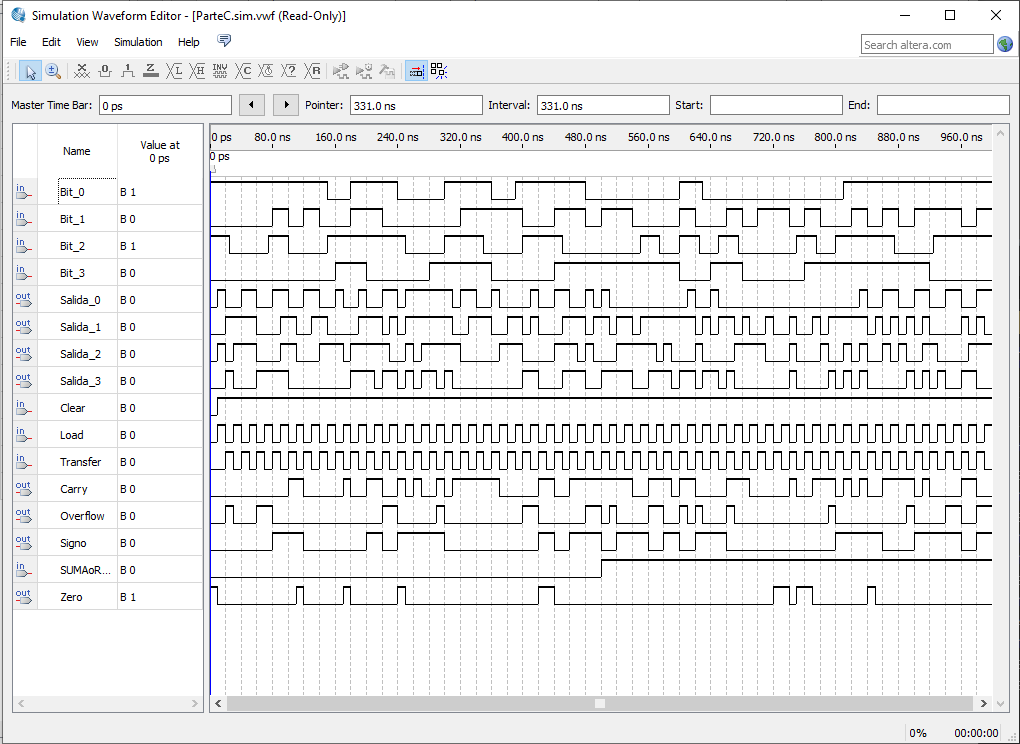 Simulation Waveform Editor - [ParteC.sim.vwf (Read-Only)]
File Edit View Simulation Help
Search altera.com
Master Time Bar: 0 ps Pointer: 331.0 ns Interval: 331.0 ns Start: End:
Name Value at 0 ps
0 ps 80.0 ns 160.0 ns 240.0 ns 320.0 ns 400.0 ns 480.0 ns 560.0 ns 640.0 ns 720.0 ns 800.0 ns 880.0 ns 960.0 ns
0 ps
in Bit_0 B 1
in Bit_1 B 0
in Bit_2 B 1
in Bit_3 B 0
out Salida_0 B 0
out Salida_1 B 0
out Salida_2 B 0
out Salida_3 B 0
in Clear B 0
in Load B 0
in Transfer B 0
out Carry B 0
out Overflow B 0
out Signo B 0
in SUMAoR... B 0
out Zero B 1
0% 00:00:00